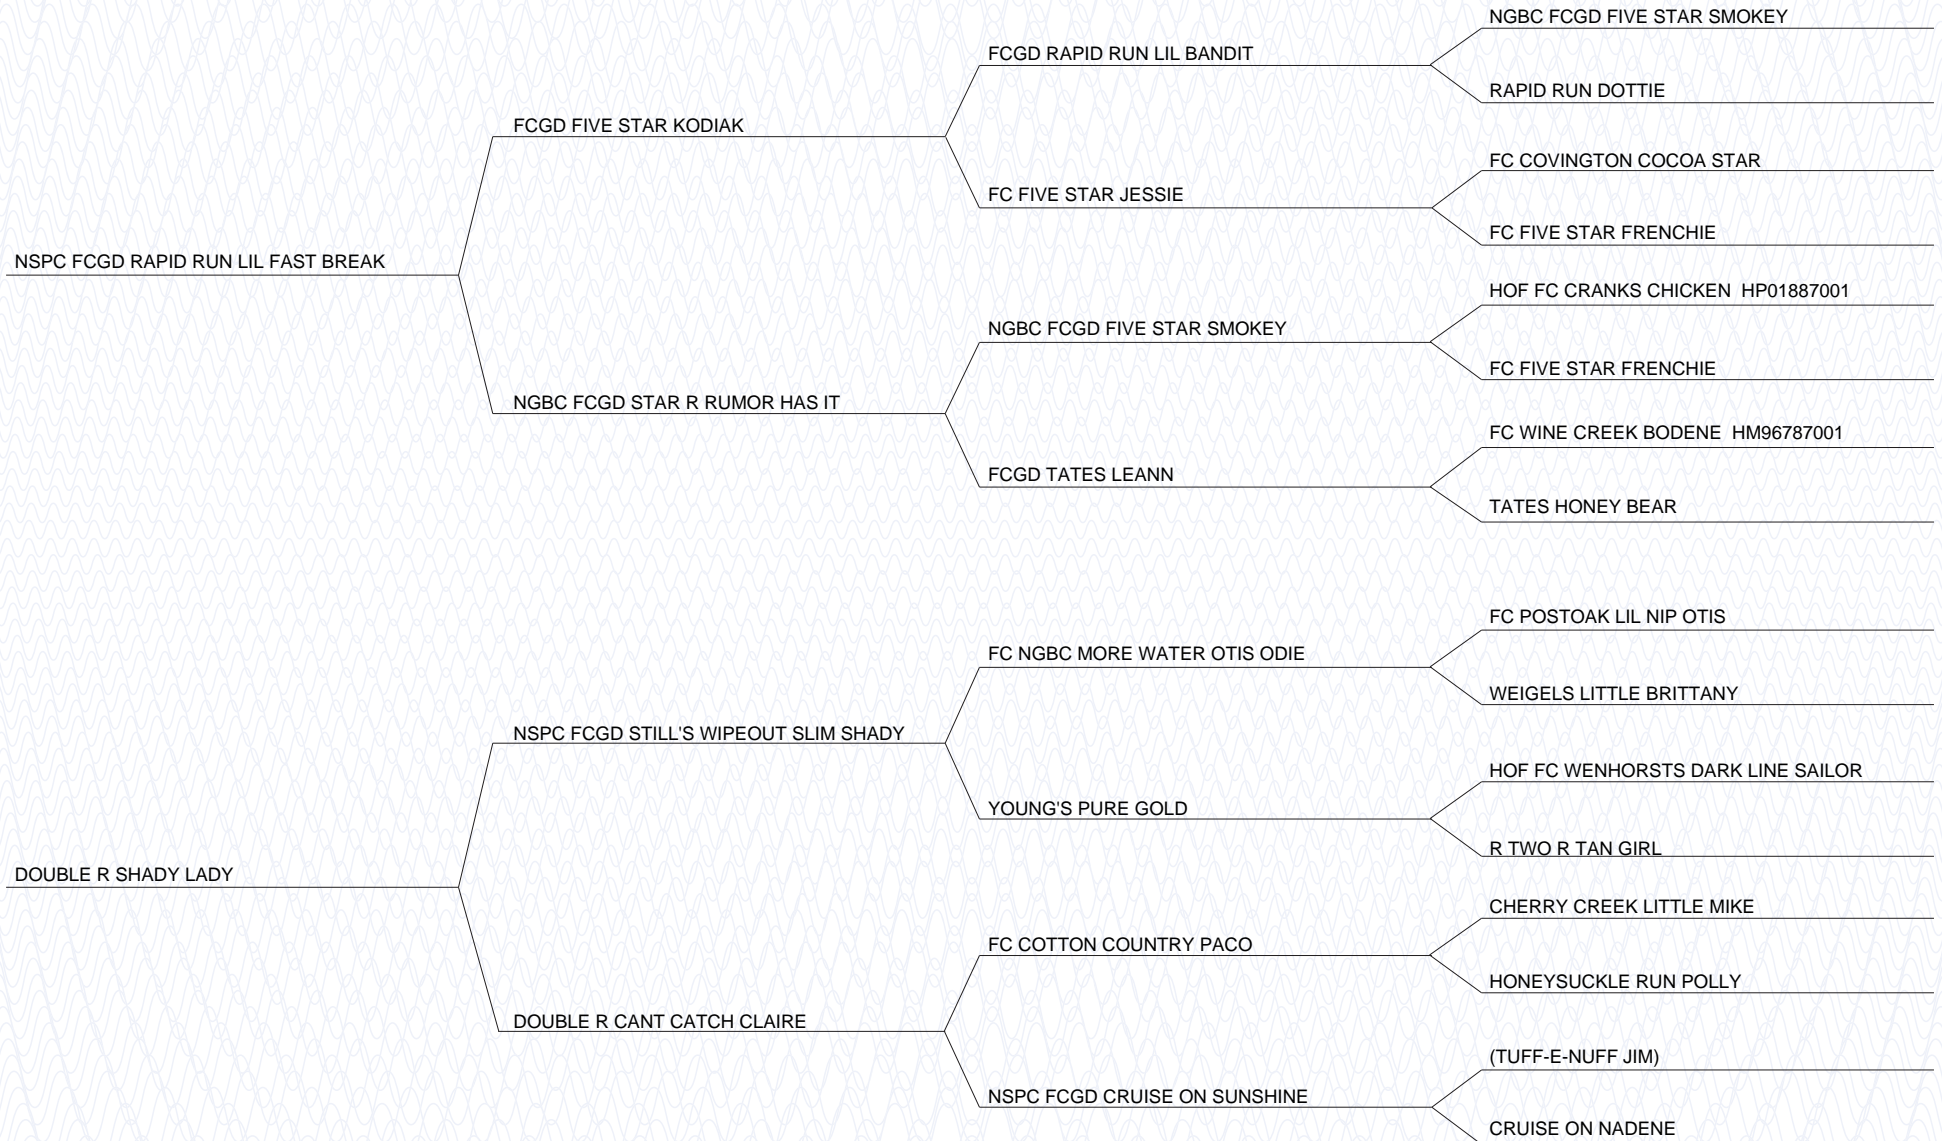 NGBC FCGD FIVE STAR SMOKEY
FCGD RAPID RUN LIL BANDIT
RAPID RUN DOTTIE
FCGD FIVE STAR KODIAK
FC COVINGTON COCOA STAR
FC FIVE STAR JESSIE
FC FIVE STAR FRENCHIE
NSPC FCGD RAPID RUN LIL FAST BREAK
HOF FC CRANKS CHICKEN HP01887001
NGBC FCGD FIVE STAR SMOKEY
FC FIVE STAR FRENCHIE
NGBC FCGD STAR R RUMOR HAS IT
FC WINE CREEK BODENE HM96787001
FCGD TATES LEANN
TATES HONEY BEAR
FC POSTOAK LIL NIP OTIS
FC NGBC MORE WATER OTIS ODIE
WEIGELS LITTLE BRITTANY
NSPC FCGD STILL'S WIPEOUT SLIM SHADY
HOF FC WENHORSTS DARK LINE SAILOR
YOUNG'S PURE GOLD
R TWO R TAN GIRL
DOUBLE R SHADY LADY
CHERRY CREEK LITTLE MIKE
FC COTTON COUNTRY PACO
HONEYSUCKLE RUN POLLY
DOUBLE R CANT CATCH CLAIRE
(TUFF-E-NUFF JIM)
NSPC FCGD CRUISE ON SUNSHINE
CRUISE ON NADENE